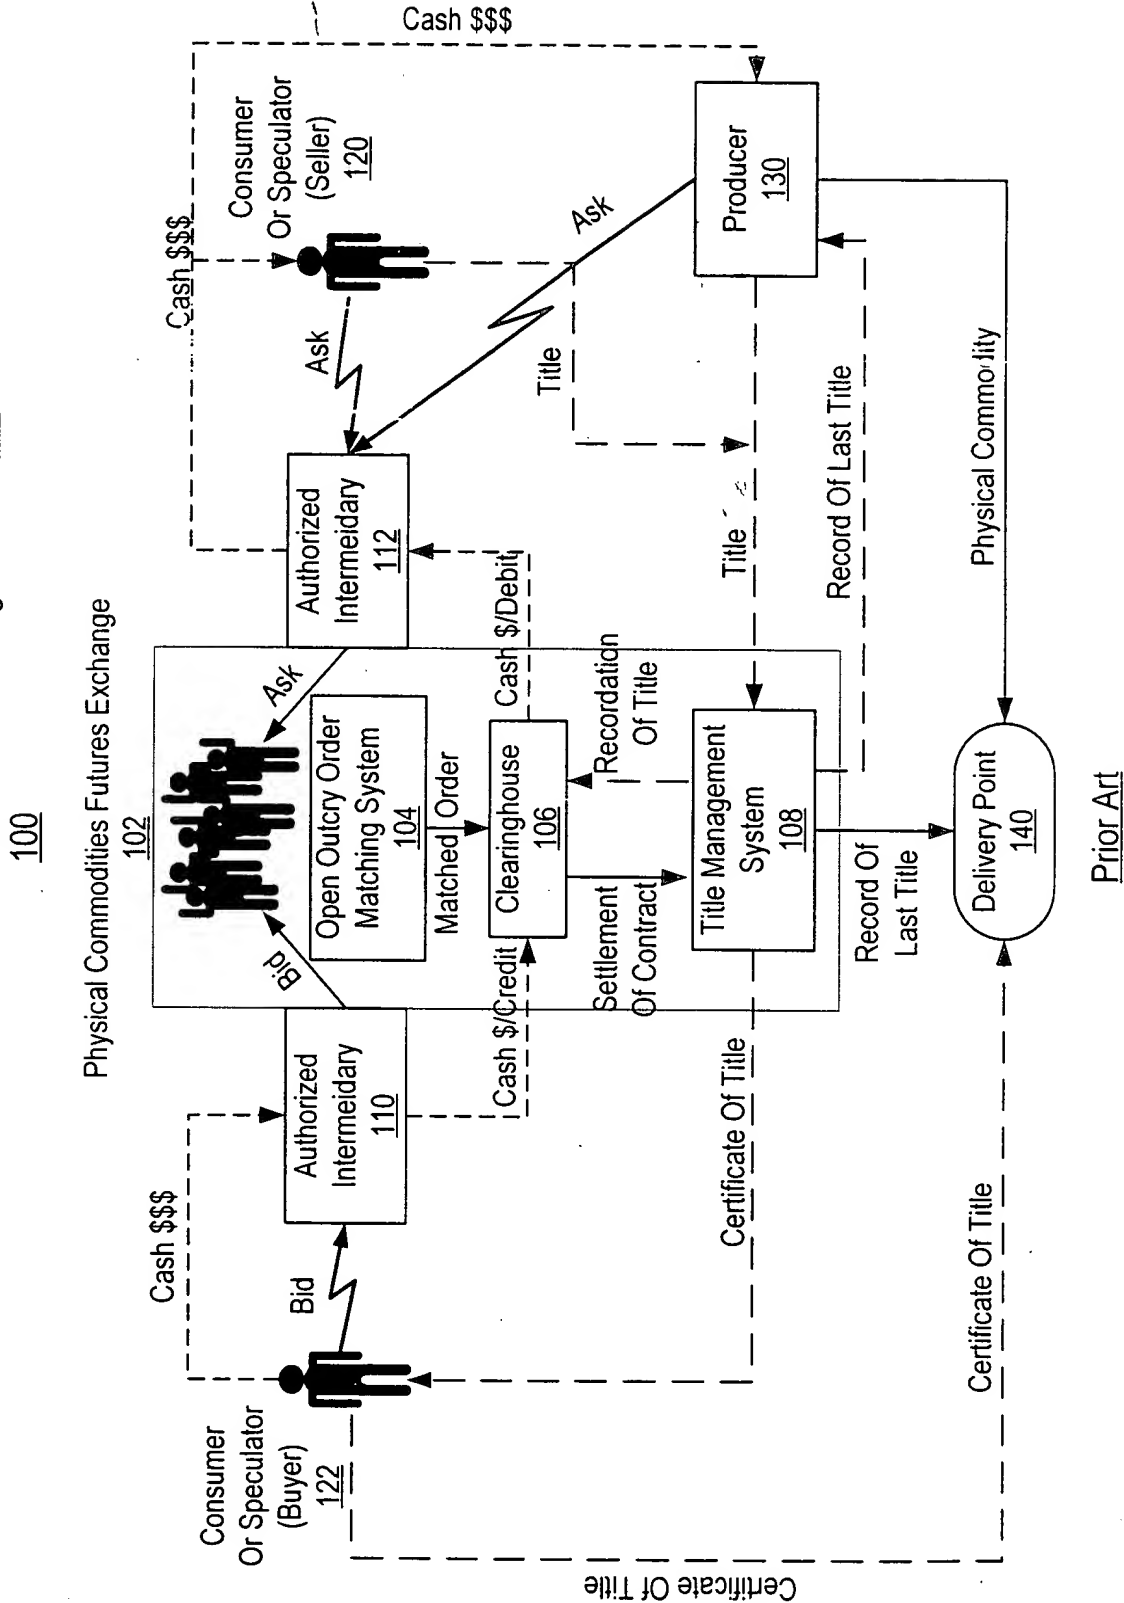 100
Physical Commodities Futures Exchange
102
Consumer
Or Speculator
(Buyer)
122
Cash $$$
Bid
Authorized
Intermeidary
110
Bid
Ask
Open Outcry Order
Matching System
104
Matched Order
Cash $/Credit
Clearinghouse
106
Cash $/Debit
Settlement
Of Contract
Recordation
Of Title
Title Management
System
108
Authorized
Intermeidary
112
Cash $$$
Ask
Consumer
Or Speculator
(Seller)
120
Cash $$$
Ask
Title
Title
Producer
130
Record Of Last Title
Physical Commodity
Certificate Of Title
Record Of
Last Title
Delivery Point
140
Certificate Of Title
Certificate Of Title
Prior Art